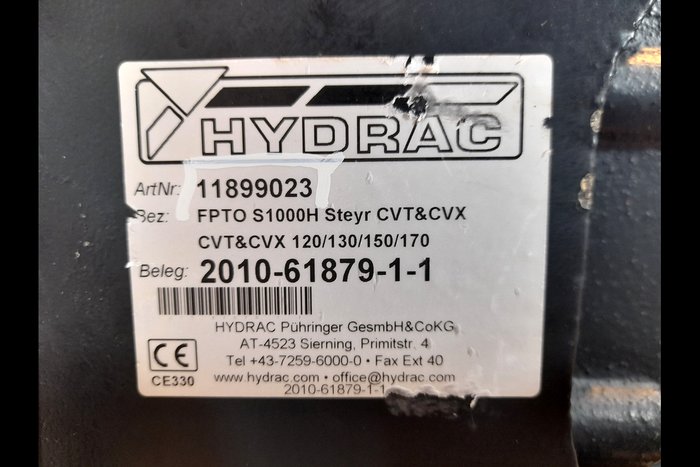 HYDRAC
ArtNr: 11899023
Bez: FPTO S1000H Steyr CVT&CVX
CVT&CVX 120/130/150/170
Beleg: 2010-61879-1-1
HYDRAC Pühringer GesmbH&CoKG
AT-4523 Sierning, Primitstr. 4
Tel +43-7259-6000-0 • Fax Ext 40
www.hydrac.com • office@hydrac.com
2010-61879-1-1
CE
CE330